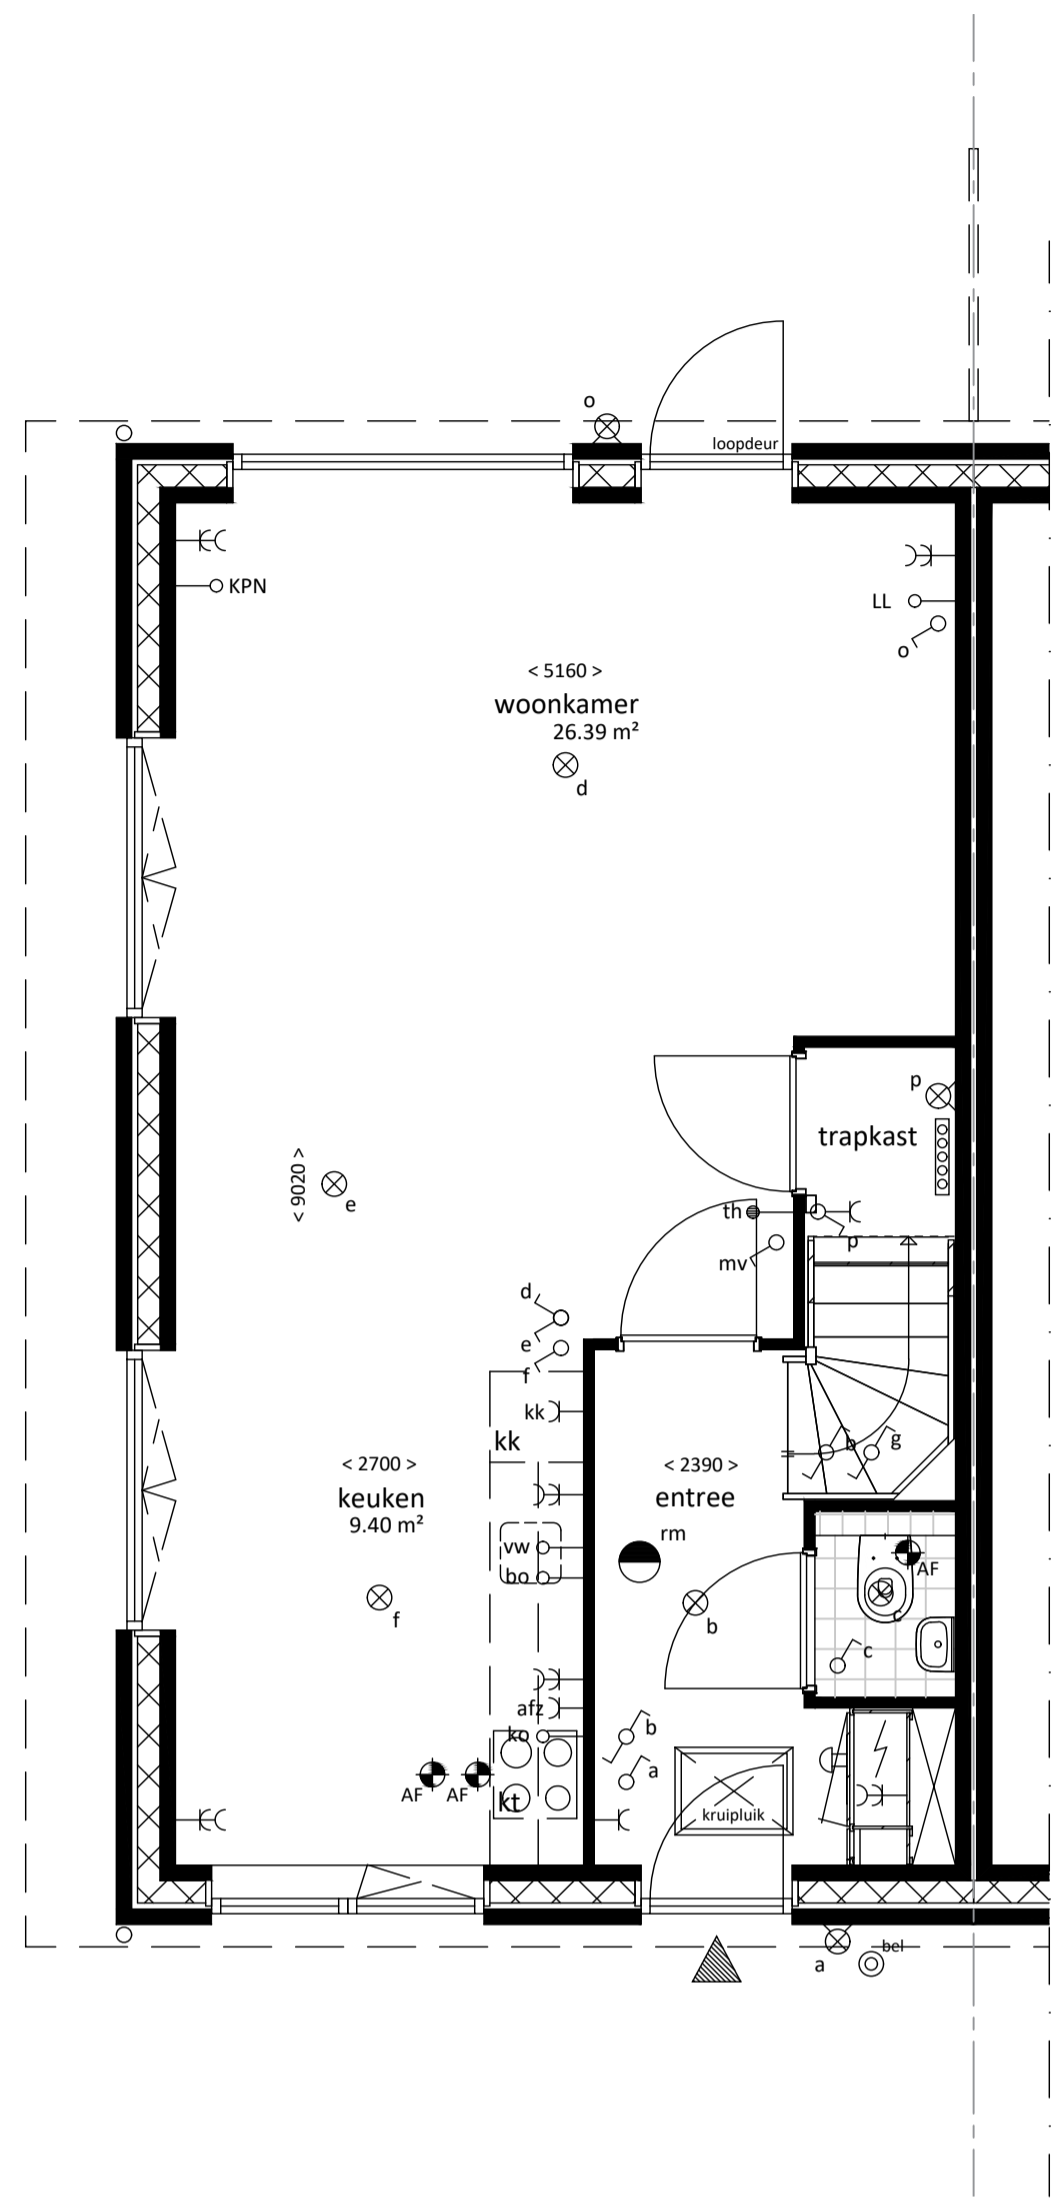 o
loopdeur
KPN
LL
o
< 5160 >
woonkamer
26.39 m²
d
p
trapkast
< 9020 >
e
th
p
mv
d
e
f
kk
kk
b
g
< 2700 >
keuken
9.40 m²
< 2390 >
entree
rm
vw
bo
AF
c
f
b
c
afz
ko
b
a
AF
AF
kt
kruipluik
bel
a